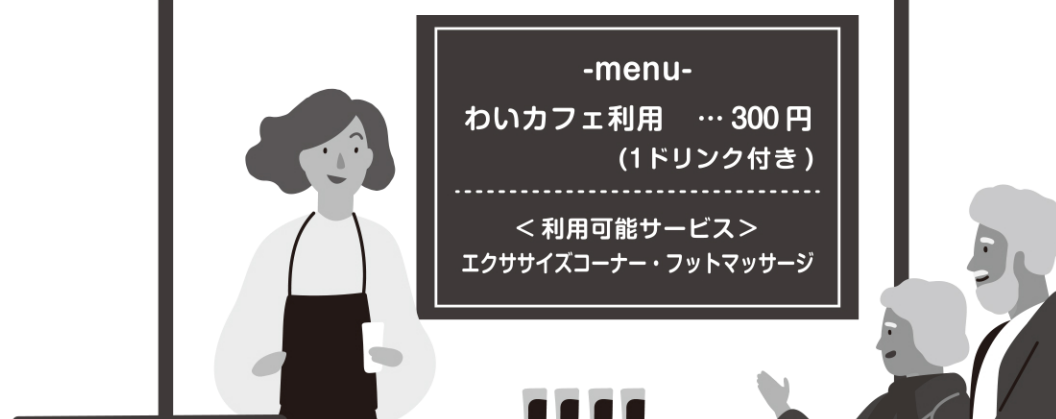 -menu-
わいカフェ利用　… 300 円
(1ドリンク付き )
＜ 利用可能サービス＞
エクササイズコーナー・フットマッサージ